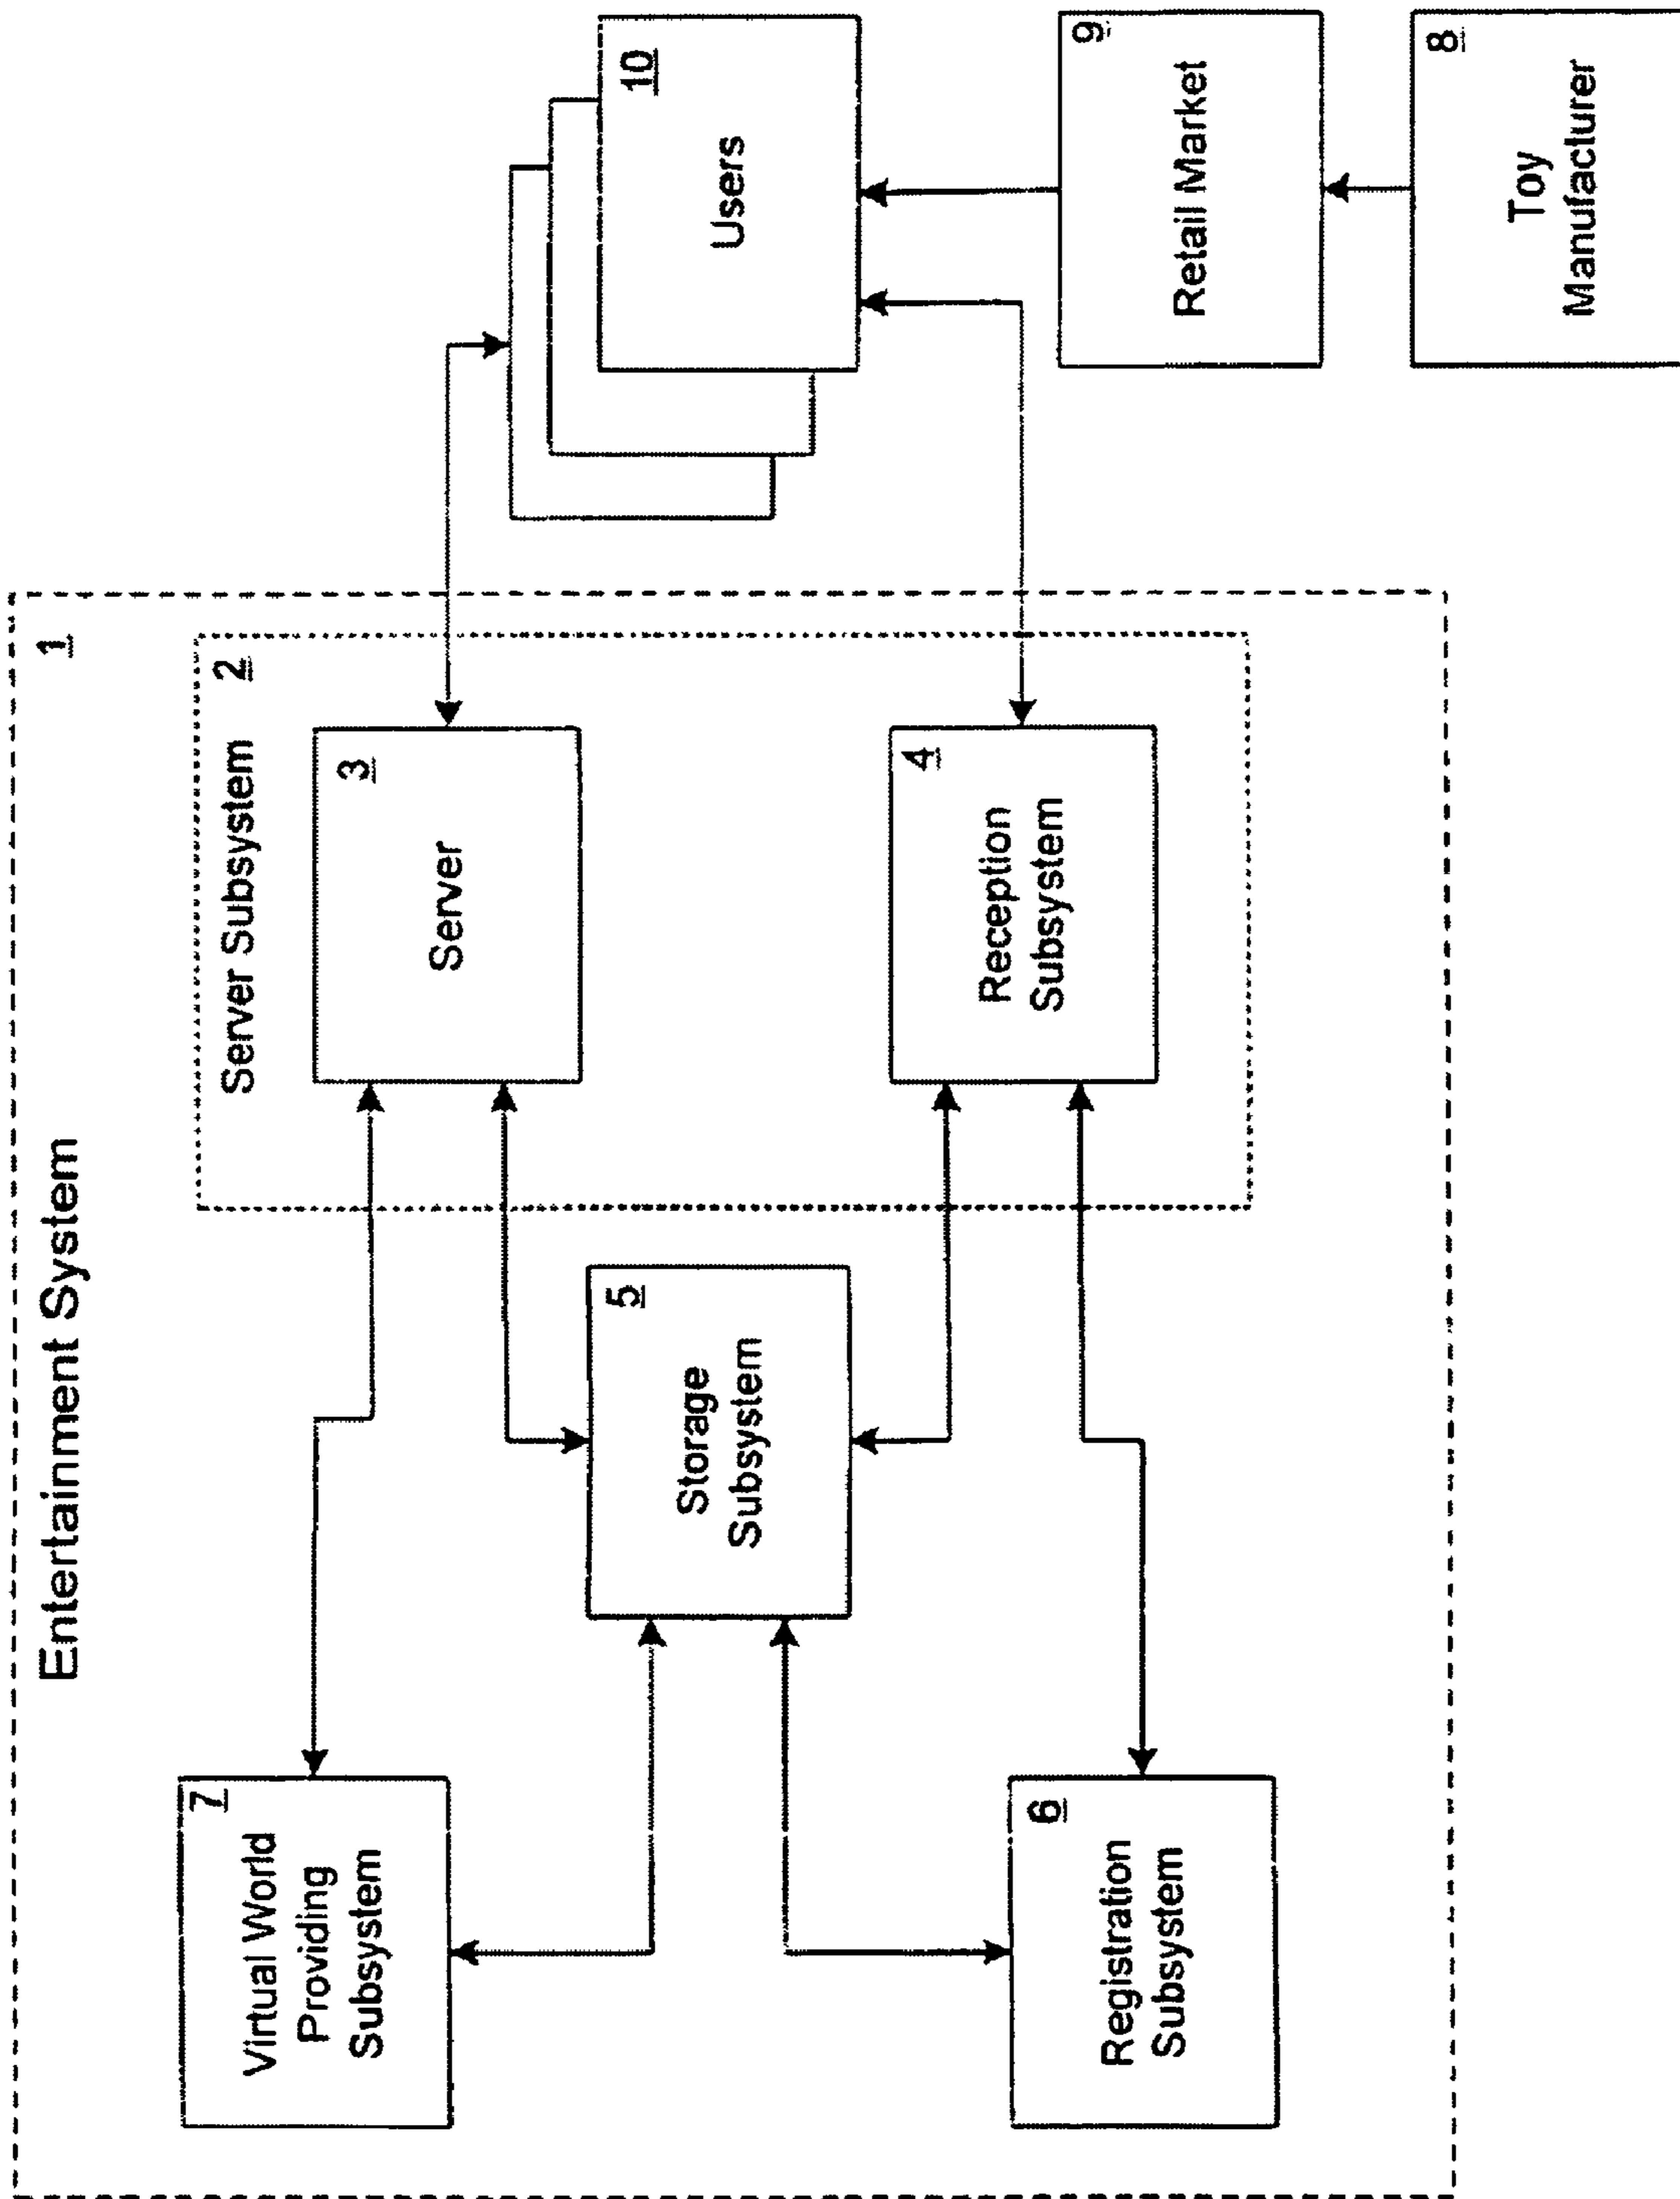 Entertainment System
1
Server Subsystem
2
7
Virtual World
Providing
Subsystem
3
Server
10
Users
5
Storage
Subsystem
6
Registration
Subsystem
4
Reception
Subsystem
9
Retail Market
8
Toy
Manufacturer